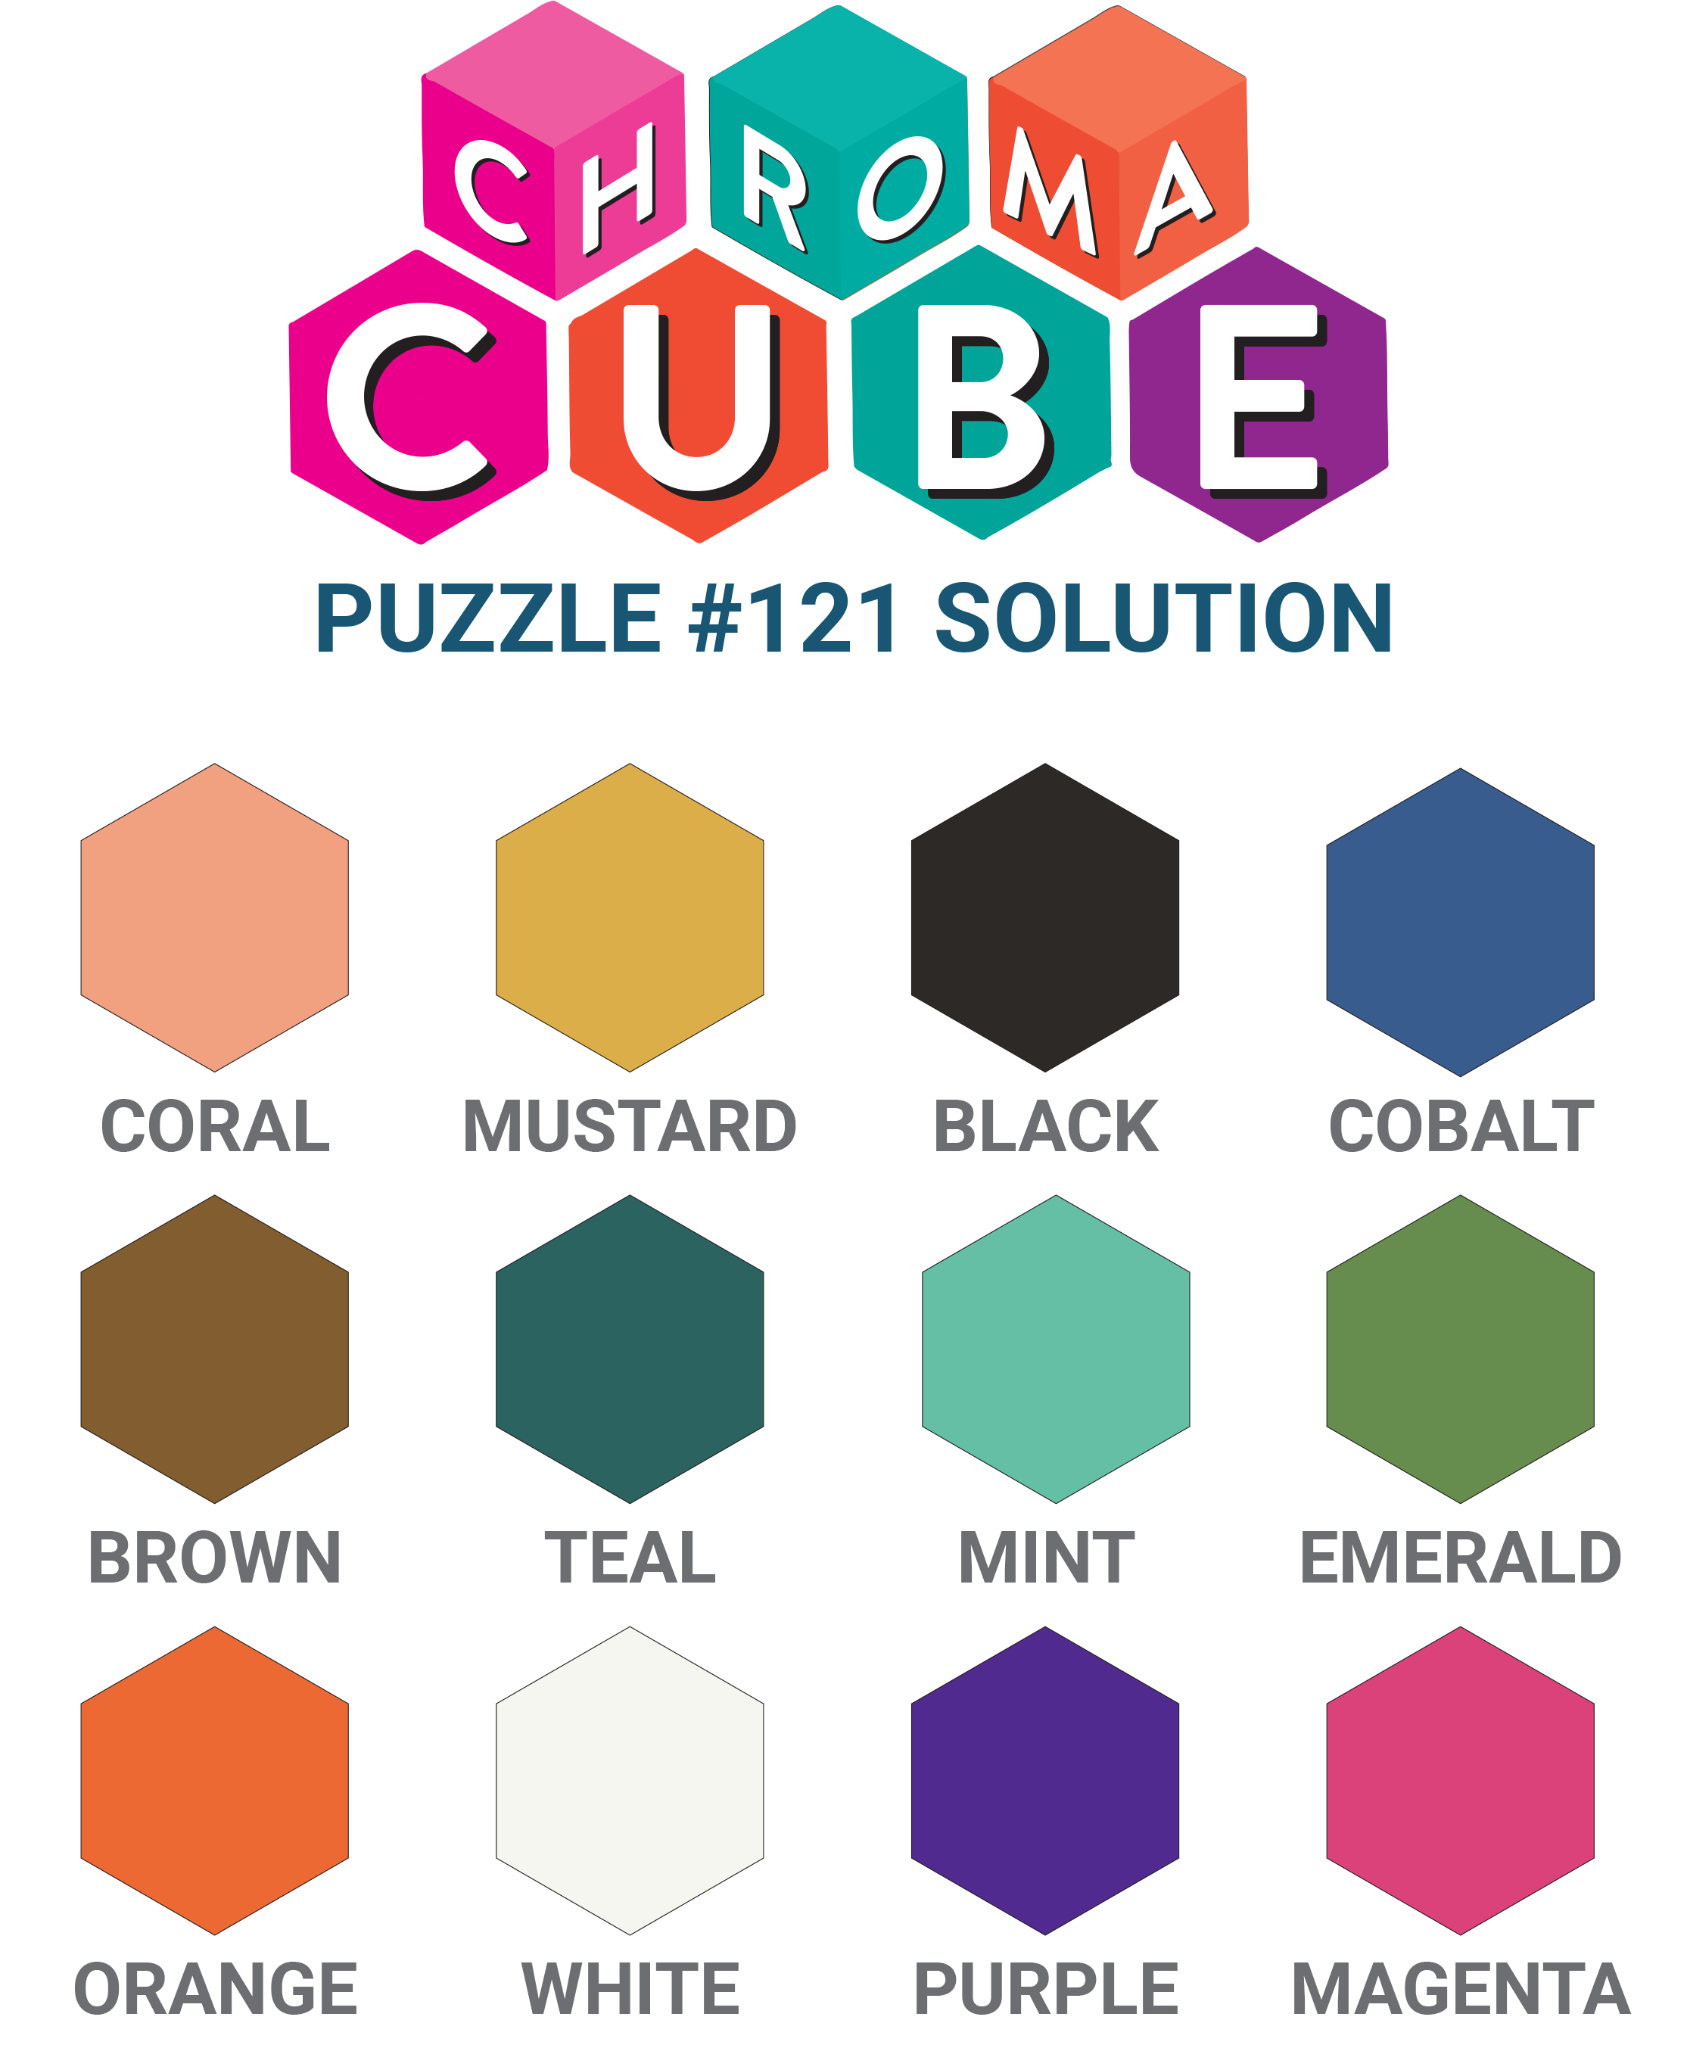 CHROMA
CUBE
PUZZLE #121 SOLUTION
CORAL MUSTARD BLACK COBALT
BROWN TEAL MINT EMERALD
ORANGE WHITE PURPLE MAGENTA